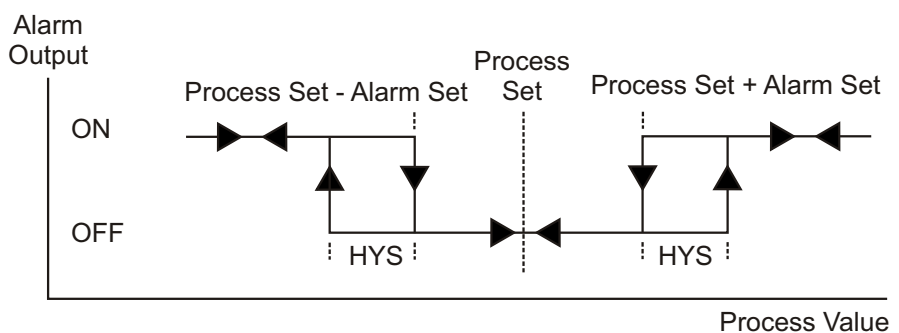 Alarm
Output
Process
Set
Process Set - Alarm Set
Process Set + Alarm Set
ON
OFF
HYS
HYS
Process Value